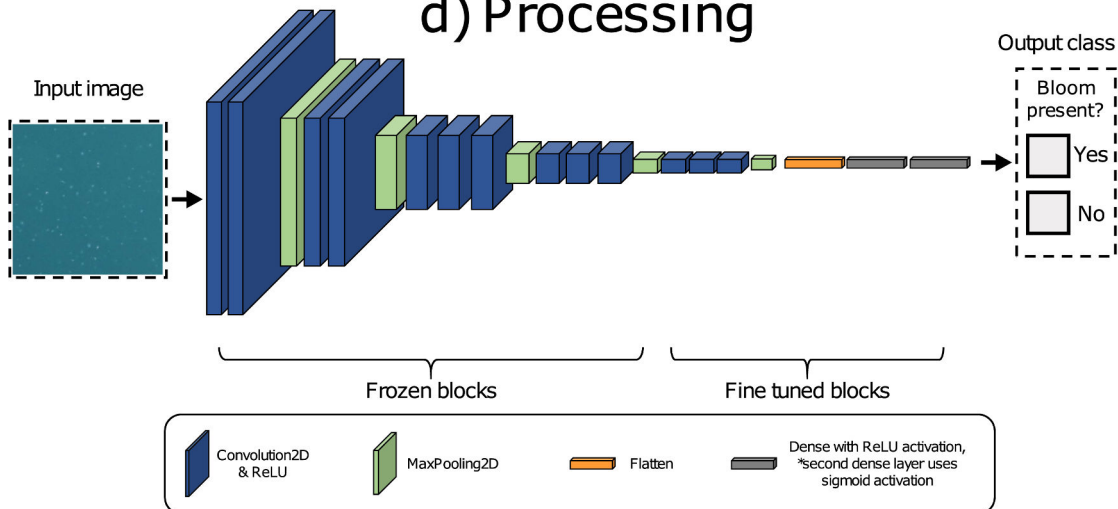 d) Processing
Input image
Output class
Bloom
present?
Yes
No
Frozen blocks
Fine tuned blocks
Convolution2D
& ReLU
MaxPooling2D
Flatten
Dense with ReLU activation,
*second dense layer uses
sigmoid activation